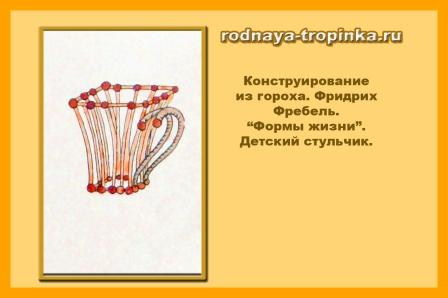 rodnaya-tropinka.ru
Конструирование
из гороха. Фридрих
Фребель.
“Формы жизни”.
Детский стульчик.